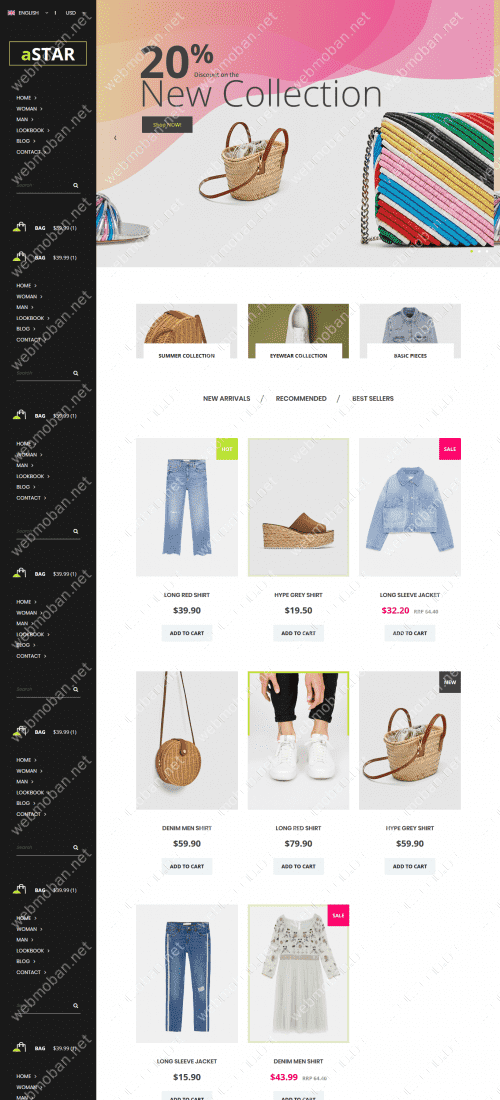 ENGLISH
USD
aSTAR
HOME
WOMAN
MAN
LOOKBOOK
BLOG
CONTACT
Search
BAG $39.99 (1)
BAG $39.99 (1)
HOME
WOMAN
MAN
LOOKBOOK
BLOG
CONTACT
Search
BAG $39.99 (1)
HOME
WOMAN
MAN
LOOKBOOK
BLOG
CONTACT
Search
BAG $39.99 (1)
HOME
WOMAN
MAN
LOOKBOOK
BLOG
CONTACT
Search
BAG $39.99 (1)
HOME
WOMAN
MAN
LOOKBOOK
BLOG
CONTACT
Search
BAG $39.99 (1)
HOME
WOMAN
MAN
LOOKBOOK
BLOG
CONTACT
Search
BAG $39.99 (1)
HOME
WOMAN
MAN
20%
Discount on the
New Collection
Shop NOW!
SUMMER COLLECTION
EYEWEAR COLLECTION
BASIC PIECES
NEW ARRIVALS / RECOMMENDED / BEST SELLERS
HOT
SALE
LONG RED SHIRT
HYPE GREY SHIRT
LONG SLEEVE JACKET
$39.90
$19.50
$32.20 RRP 64.40
ADD TO CART
ADD TO CART
ADD TO CART
NEW
DENIM MEN SHIRT
LONG RED SHIRT
HYPE GREY SHIRT
$59.90
$79.90
$59.90
ADD TO CART
ADD TO CART
ADD TO CART
SALE
LONG SLEEVE JACKET
DENIM MEN SHIRT
$15.90
$43.99 RRP 64.40
ADD TO CART
ADD TO CART
webmoban.net